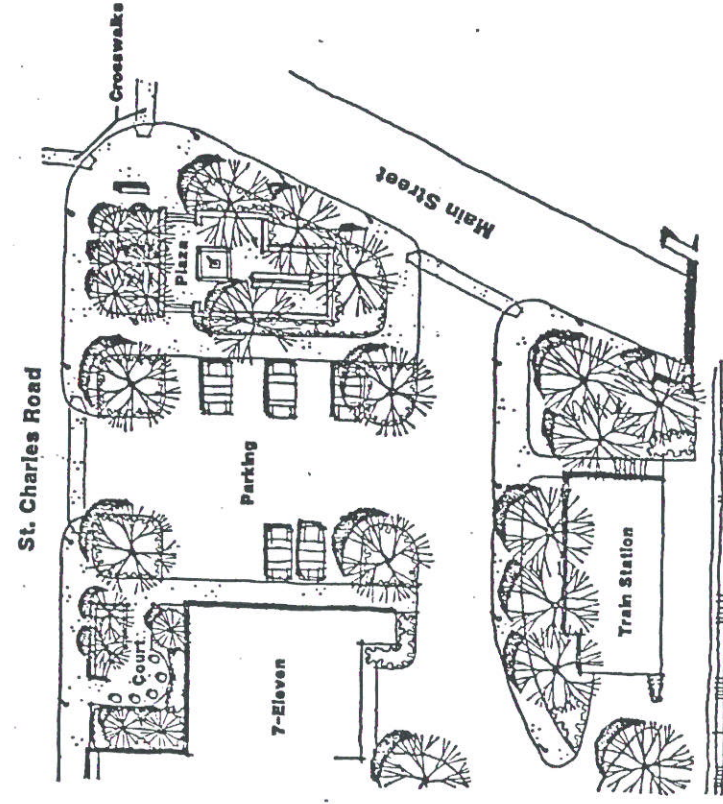 Crosswalks
St. Charles Road
Main Street
Plaza
Parking
Court
7-Eleven
Train Station